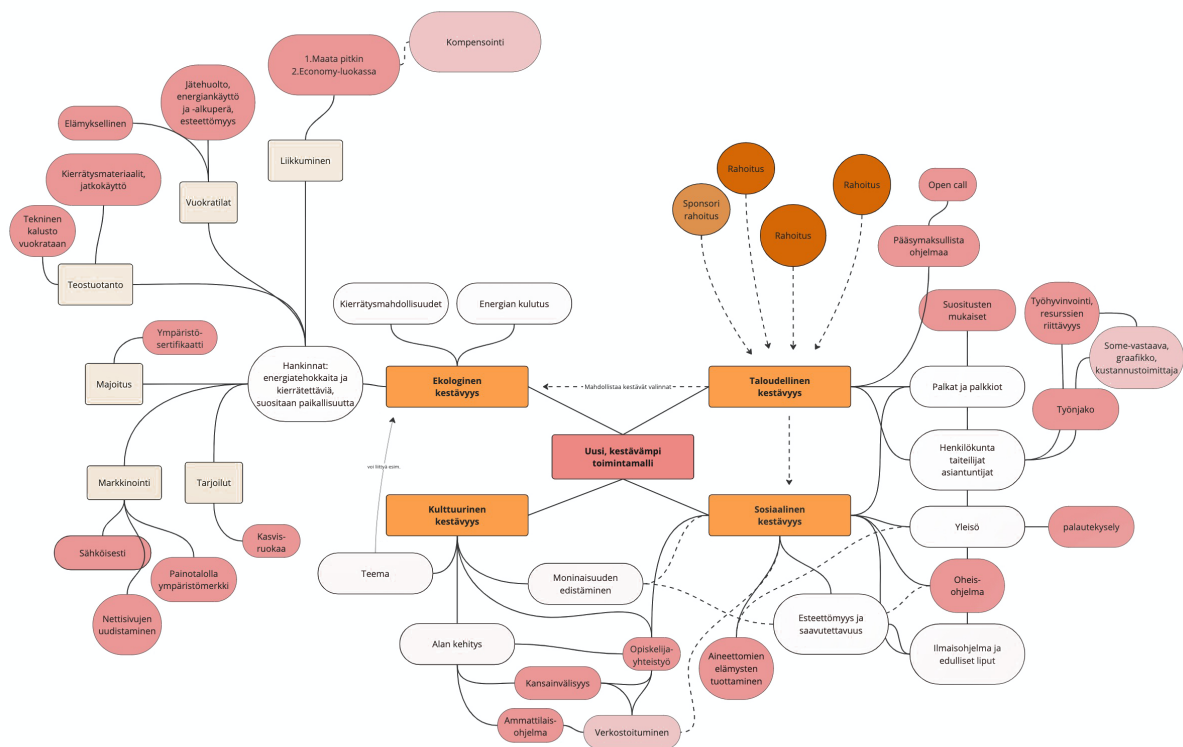 Kompensointi
1.Maata pitkin
2.Economy-luokassa
Jätehuolto,
energiankäyttö
ja -alkuperä,
esteettömyys
Elämyksellinen
Liikkuminen
Kierrätysmateriaalit,
jatkokäyttö
Vuokratilat
Tekninen
kalusto
vuokrataan
Teostuotanto
Rahoitus
Rahoitus
Sponsori
rahoitus
Rahoitus
Open call
Pääsymaksullista
ohjelmaa
Kierrätysmahdollisuudet
Energian kulutus
Suositusten
mukaiset
Työhyvinvointi,
resurssien
riittävyys
Some-vastaava,
graafikko,
kustannustoimittaja
Ympäristö-
sertifikaatti
Majoitus
Hankinnat:
energiatehokkaita ja
kierrätettäviä,
suositaan paikallisuutta
Ekologinen
kestävyys
Mahdollistaa kestävät valinnat
Taloudellinen
kestävyys
Palkat ja palkkiot
Työnjako
Uusi, kestävämpi
toimintamalli
Henkilökunta
taiteilijat
asiantuntijat
voi liittyä esim.
Markkinointi
Tarjoilut
Kulttuurinen
kestävyys
Sosiaalinen
kestävyys
Yleisö
palautekysely
Sähköisesti
Kasvis-
ruokaa
Painotalolla
ympäristömerkki
Nettisivujen
uudistaminen
Teema
Moninaisuuden
edistäminen
Oheis-
ohjelma
Esteettömyys ja
saavutettavuus
Alan kehitys
Opiskelija-
yhteistyö
Aineettomien
elämysten
tuottaminen
Ilmaisohjelma ja
edulliset liput
Kansainvälisyys
Ammattilais-
ohjelma
Verkostoituminen